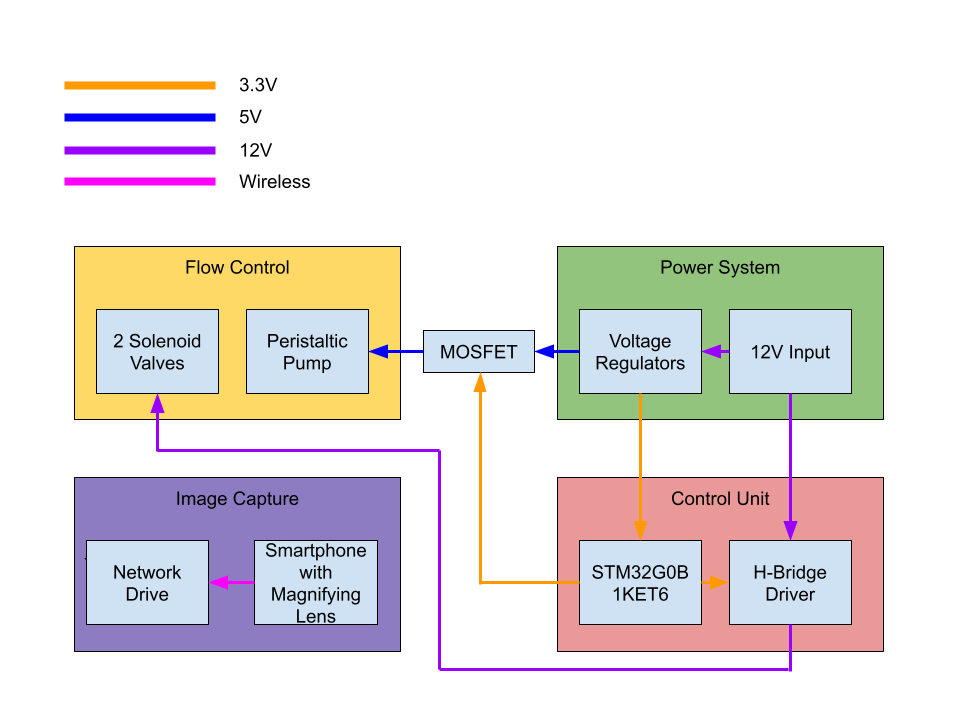 3.3V
5V
12V
Wireless
Flow Control
2 Solenoid
Valves
Peristaltic
Pump
MOSFET
Power System
Voltage
Regulators
12V Input
Image Capture
Network
Drive
Smartphone
with
Magnifying
Lens
Control Unit
STM32G0B
1KET6
H-Bridge
Driver